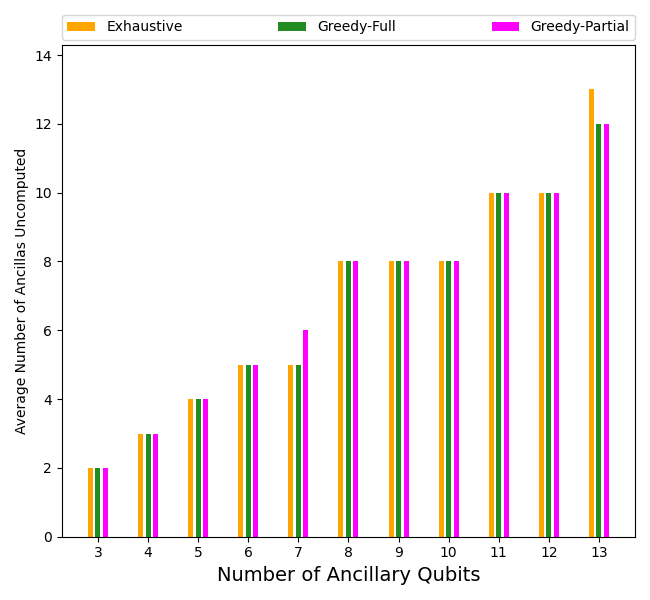 Exhaustive Greedy-Full Greedy-Partial
14
12
10
8
6
4
2
0
Average Number of Ancillas Uncomputed
3 4 5 6 7 8 9 10 11 12 13
Number of Ancillary Qubits